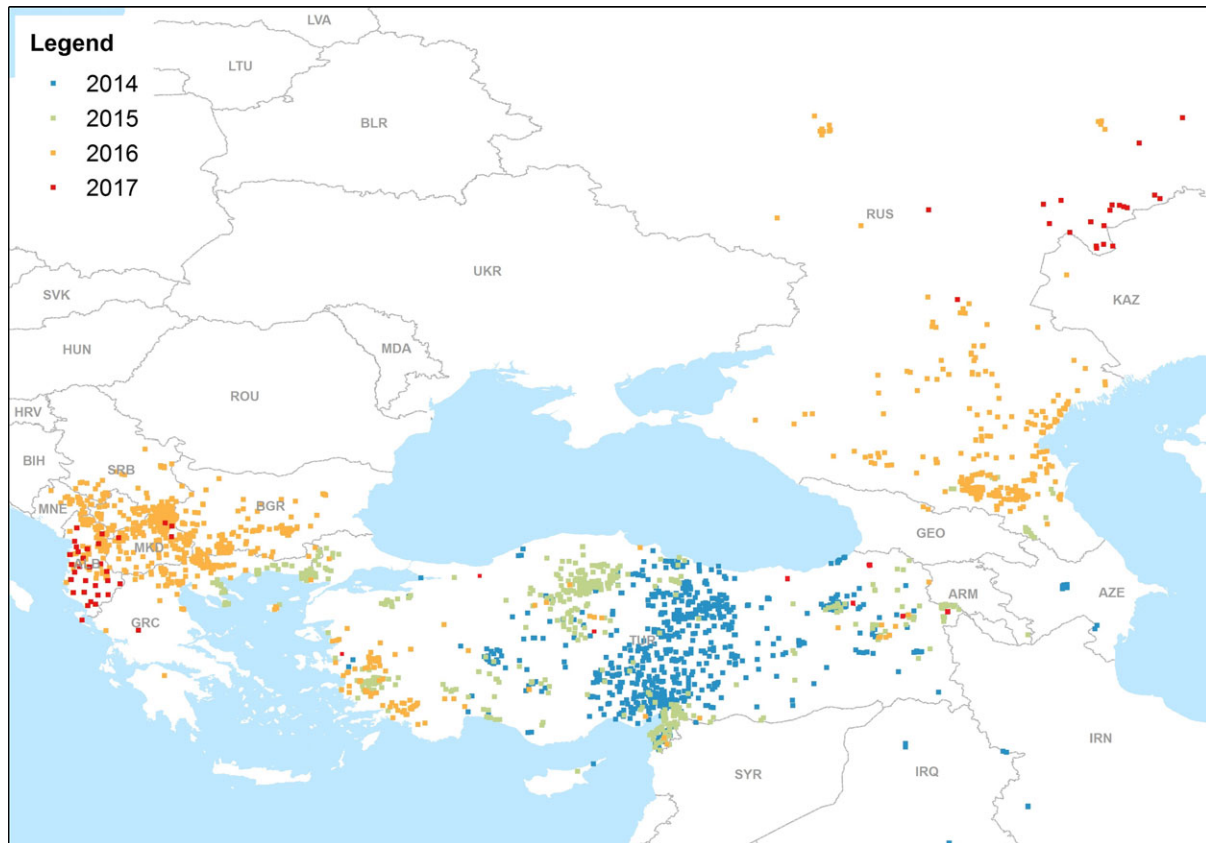 Legend
2014
2015
2016
2017
LVA
LTU
BLR
RUS
UKR
KAZ
SVK
HUN
MDA
ROU
HRV
BIH
SRB
MNE
BGR
MKD
ALB
GRC
GEO
ARM
AZE
TUR
SYR
IRQ
IRN